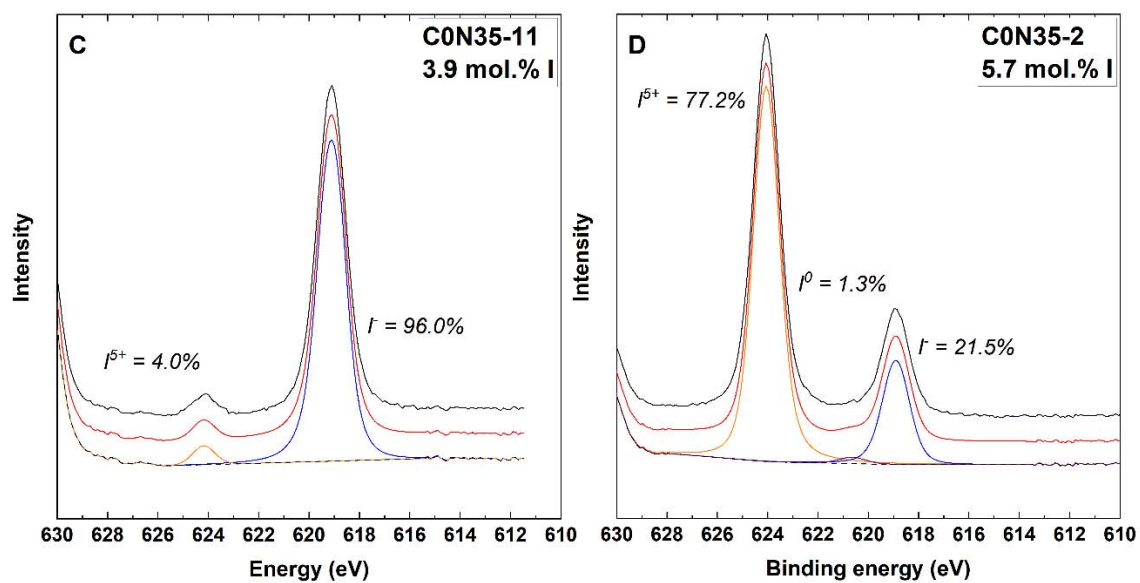 C
C0N35-11
3.9 mol.% I
I⁵⁺ = 4.0%
I⁻ = 96.0%
Intensity
630 628 626 624 622 620 618 616 614 612 610
Energy (eV)
D
C0N35-2
5.7 mol.% I
I⁵⁺ = 77.2%
I⁰ = 1.3%
I⁻ = 21.5%
Intensity
630 628 626 624 622 620 618 616 614 612 610
Binding energy (eV)